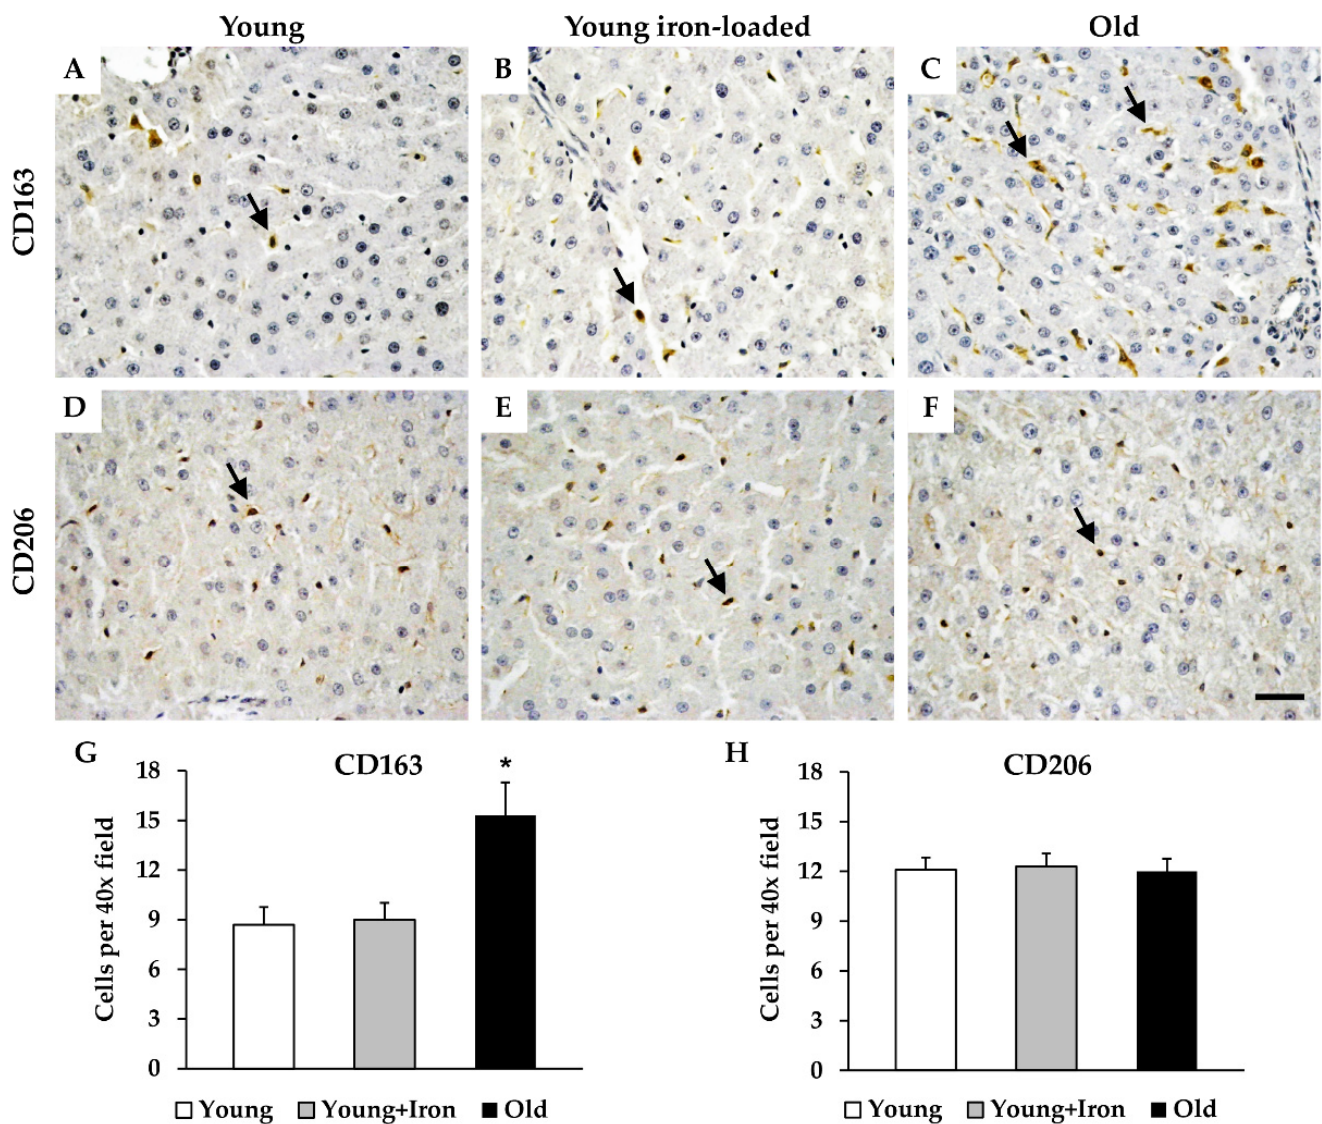 Young Young iron-loaded Old
A B C
CD163
D E F
CD206
G CD163 * H CD206
18 18
15 15
12 12
9 9
6 6
3 3
0 0
Cells per 40x field Cells per 40x field
Young Young+Iron Old Young Young+Iron Old